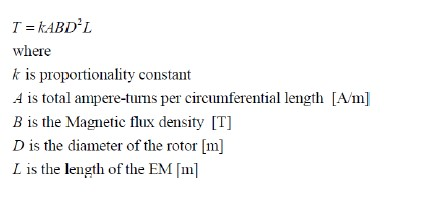 T = kABD²L
where
k is proportionality constant
A is total ampere-turns per circumferential length [A/m]
B is the Magnetic flux density [T]
D is the diameter of the rotor [m]
L is the length of the EM [m]